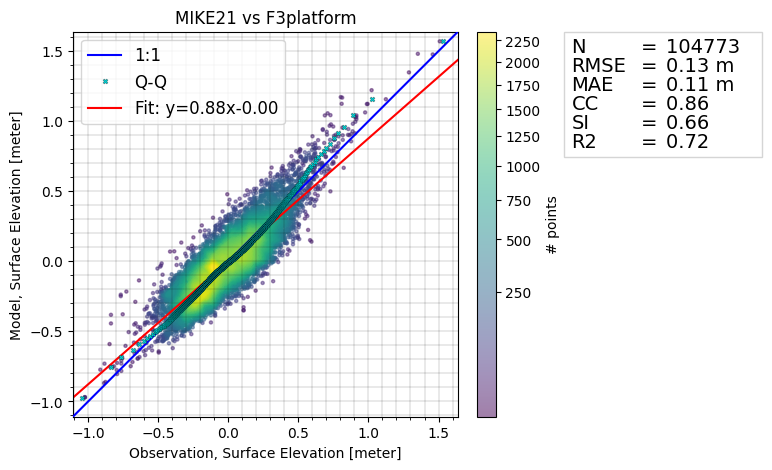 MIKE21 vs F3platform
1:1
Q-Q
Fit: y=0.88x-0.00
1.5
1.0
0.5
0.0
−0.5
−1.0
Model, Surface Elevation [meter]
−1.0 −0.5 0.0 0.5 1.0 1.5
Observation, Surface Elevation [meter]
2250
2000
1750
1500
1250
1000
750
500
250
# points
N = 104773
RMSE = 0.13 m
MAE = 0.11 m
CC = 0.86
SI = 0.66
R2 = 0.72